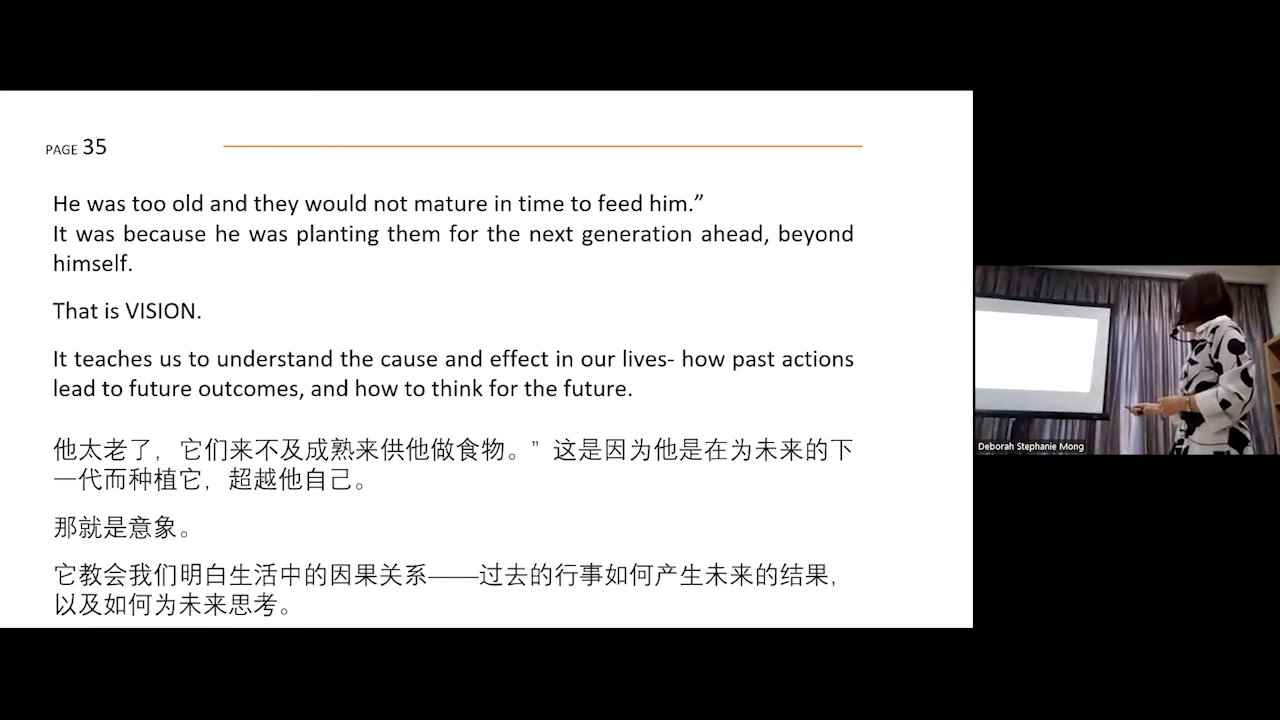 PAGE 35
He was too old and they would not mature in time to feed him.”
It was because he was planting them for the next generation ahead, beyond
himself.
That is VISION.
It teaches us to understand the cause and effect in our lives- how past actions
lead to future outcomes, and how to think for the future.
他太老了，它们来不及成熟来供他做食物。”这是因为他是在为未来的下
一代而种植它，超越他自己。
那就是意象。
它教会我们明白生活中的因果关系——过去的行事如何产生未来的结果，
以及如何为未来思考。
Deborah Stephanie Mong